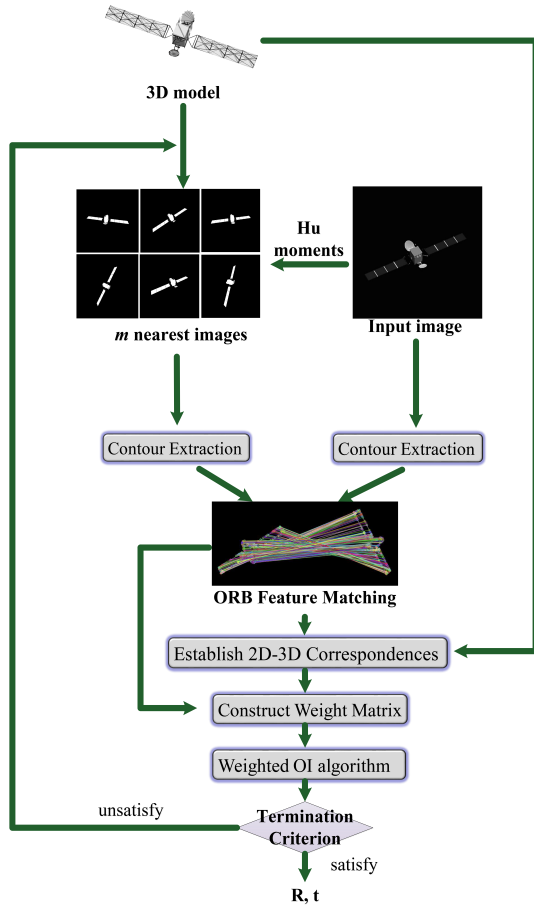 3D model
Hu
moments
m nearest images
Input image
Contour Extraction
Contour Extraction
ORB Feature Matching
Establish 2D-3D Correspondences
Construct Weight Matrix
Weighted OI algorithm
unsatisfy
Termination
Criterion
satisfy
R, t